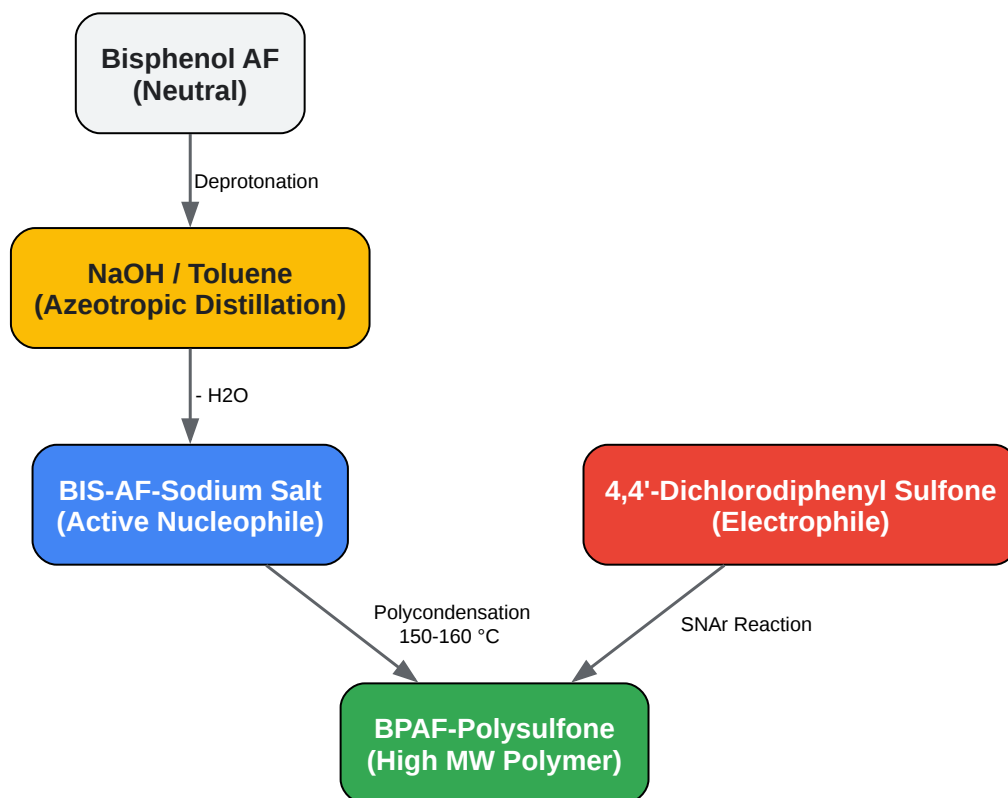 Bisphenol AF
(Neutral)
Deprotonation
NaOH / Toluene
(Azeotropic Distillation)
- H2O
BIS-AF-Sodium Salt
(Active Nucleophile)
4,4'-Dichlorodiphenyl Sulfone
(Electrophile)
Polycondensation
150-160 °C
SNAr Reaction
BPAF-Polysulfone
(High MW Polymer)